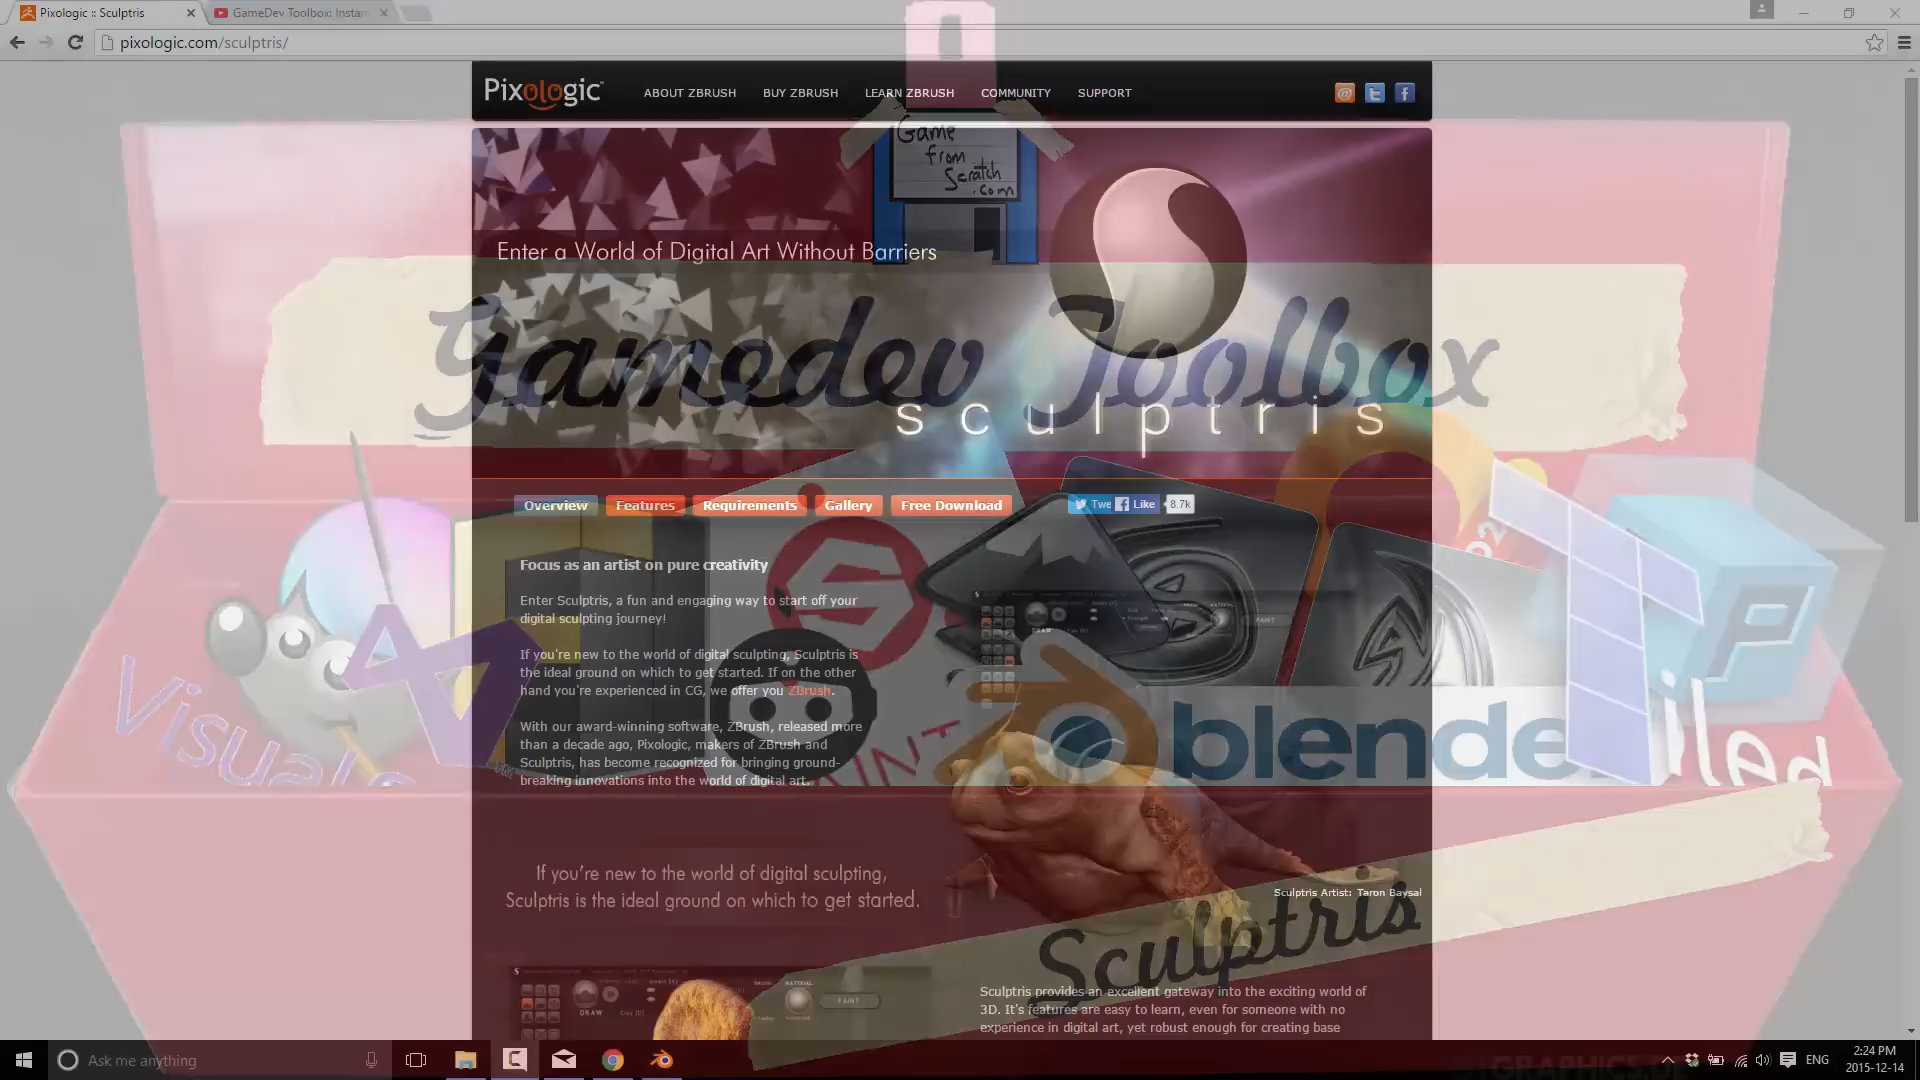 Pixologic :: Sculptris
GameDev Toolbox: Instan
pixologic.com/sculptris/
Pixologic
ABOUT ZBRUSH
BUY ZBRUSH
LEARN ZBRUSH
COMMUNITY
SUPPORT
Game
from
Scratch
.com
Enter a World of Digital Art Without Barriers
Gamedev Toolbox
sculptris
Overview
Features
Requirements
Gallery
Free Download
Twe
Like
8.7k
Focus as an artist on pure creativity
Enter Sculptris, a fun and engaging way to start off your
digital sculpting journey!
If you're new to the world of digital sculpting, Sculptris is
the ideal ground on which to get started. If on the other
hand you're experienced in CG, we offer you ZBrush.
With our award-winning software, ZBrush, released more
than a decade ago, Pixologic, makers of ZBrush and
Sculptris, has become recognized for bringing ground-
breaking innovations into the world of digital art.
DRAW
PAINT
blende
iled
If you're new to the world of digital sculpting,
Sculptris is the ideal ground on which to get started.
Sculptris Artist: Taron Baysal
Sculptris
DRAW
MATERIAL
PAINT
Sculptris provides an excellent gateway into the exciting world of
3D. It's features are easy to learn, even for someone with no
experience in digital art, yet robust enough for creating base
Ask me anything
ENG
2:24 PM
2015-12-14